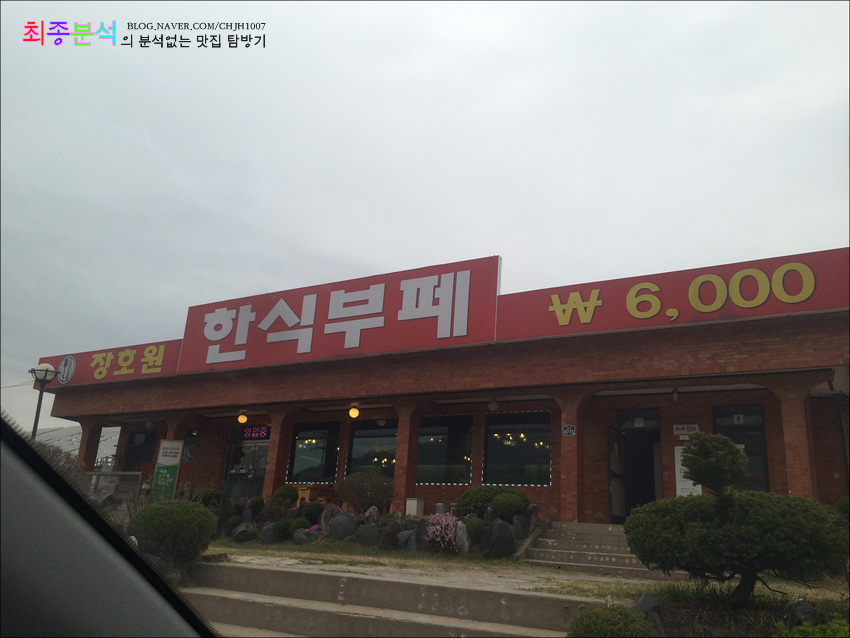 최종분석 BLOG.NAVER.COM/CHJH1007
의 분석없는 맛집 탐방기
장호원 한식부페 ₩ 6,000
영업중